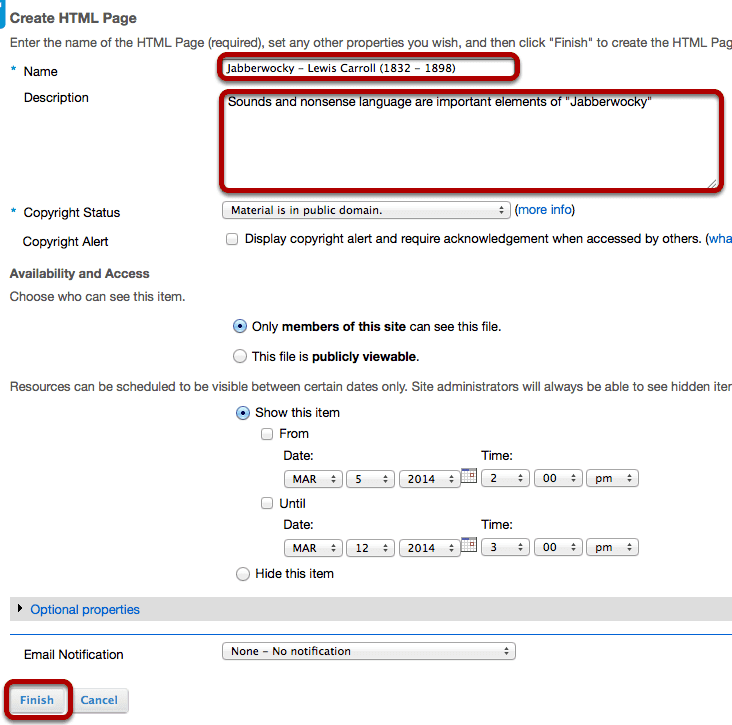 Create HTML Page
Enter the name of the HTML Page (required), set any other properties you wish, and then click "Finish" to create the HTML Pag
* Name Jabberwocky – Lewis Carroll (1832 – 1898)
Description Sounds and nonsense language are important elements of "Jabberwocky"
* Copyright Status Material is in public domain. (more info)
Copyright Alert Display copyright alert and require acknowledgement when accessed by others. (wha
Availability and Access
Choose who can see this item.
Only members of this site can see this file.
This file is publicly viewable.
Resources can be scheduled to be visible between certain dates only. Site administrators will always be able to see hidden iter
Show this item
From
Date: Time:
MAR 5 2014 2 00 pm
Until
Date: Time:
MAR 12 2014 3 00 pm
Hide this item
Optional properties
Email Notification None – No notification
Finish Cancel